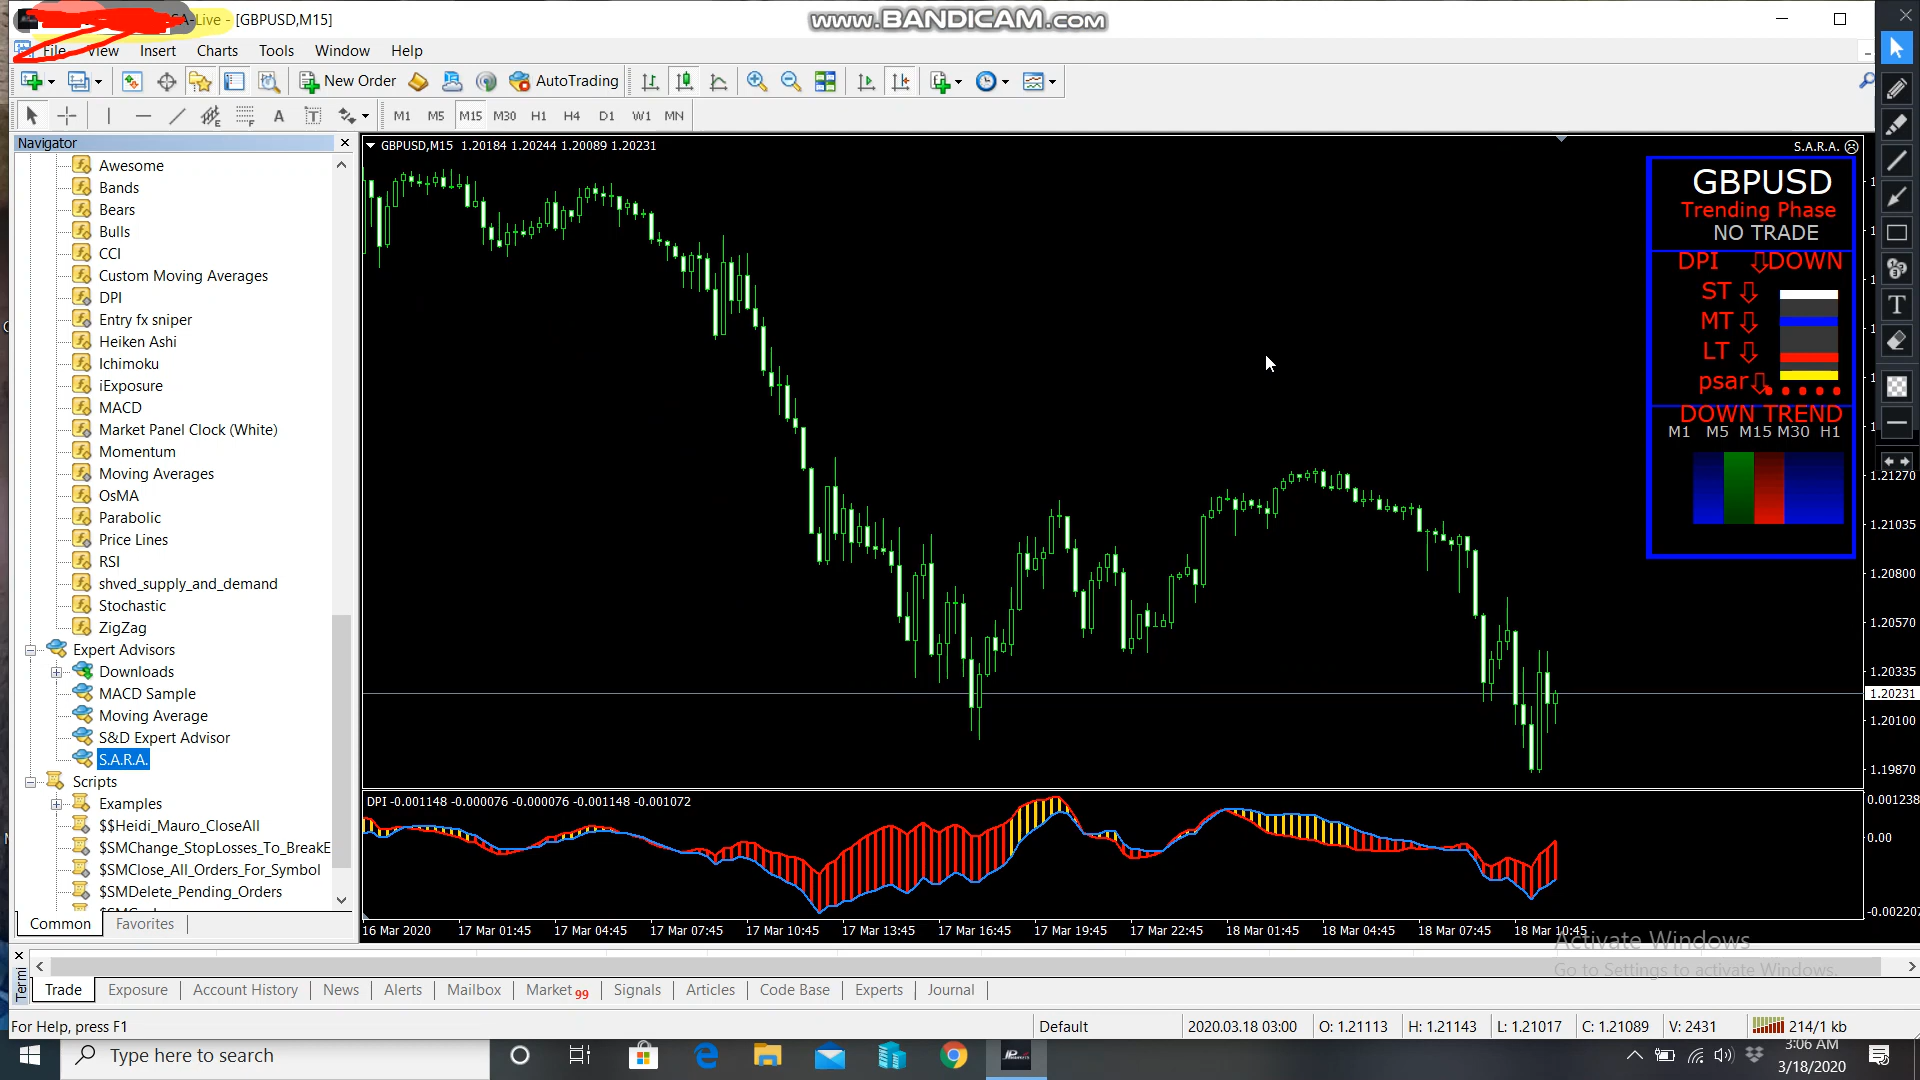 A-Live - [GBPUSD,M15]
www.BANDICAM.com
File View Insert Charts Tools Window Help
New Order AutoTrading
M1 M5 M15 M30 H1 H4 D1 W1 MN
Navigator
Awesome
Bands
Bears
Bulls
CCI
Custom Moving Averages
DPI
Entry fx sniper
Heiken Ashi
Ichimoku
iExposure
MACD
Market Panel Clock (White)
Momentum
Moving Averages
OsMA
Parabolic
Price Lines
RSI
shved_supply_and_demand
Stochastic
ZigZag
Expert Advisors
Downloads
MACD Sample
Moving Average
S&D Expert Advisor
S.A.R.A.
Scripts
Examples
$$Heidi_Mauro_CloseAll
$SMChange_StopLosses_To_BreakE
$SMClose_All_Orders_For_Symbol
$SMDelete_Pending_Orders
Common Favorites
GBPUSD,M15 1.20184 1.20244 1.20089 1.20231
S.A.R.A.
GBPUSD
Trending Phase
NO TRADE
DPI DOWN
ST
MT
LT
psar
DOWN TREND
M1 M5 M15 M30 H1
1.21270
1.21035
1.20800
1.20570
1.20335
1.20231
1.20100
1.19870
DPI -0.001148 -0.000076 -0.000076 -0.001148 -0.001072
0.001238
0.00
-0.002207
16 Mar 2020 17 Mar 01:45 17 Mar 04:45 17 Mar 07:45 17 Mar 10:45 17 Mar 13:45 17 Mar 16:45 17 Mar 19:45 17 Mar 22:45 18 Mar 01:45 18 Mar 04:45 18 Mar 07:45 18 Mar 10:45
Activate Windows
Go to Settings to activate Windows.
Termi
Trade Exposure Account History News Alerts Mailbox Market 99 Signals Articles Code Base Experts Journal
For Help, press F1 Default 2020.03.18 03:00 O: 1.21113 H: 1.21143 L: 1.21017 C: 1.21089 V: 2431 214/1 kb
Type here to search
3:06 AM
3/18/2020